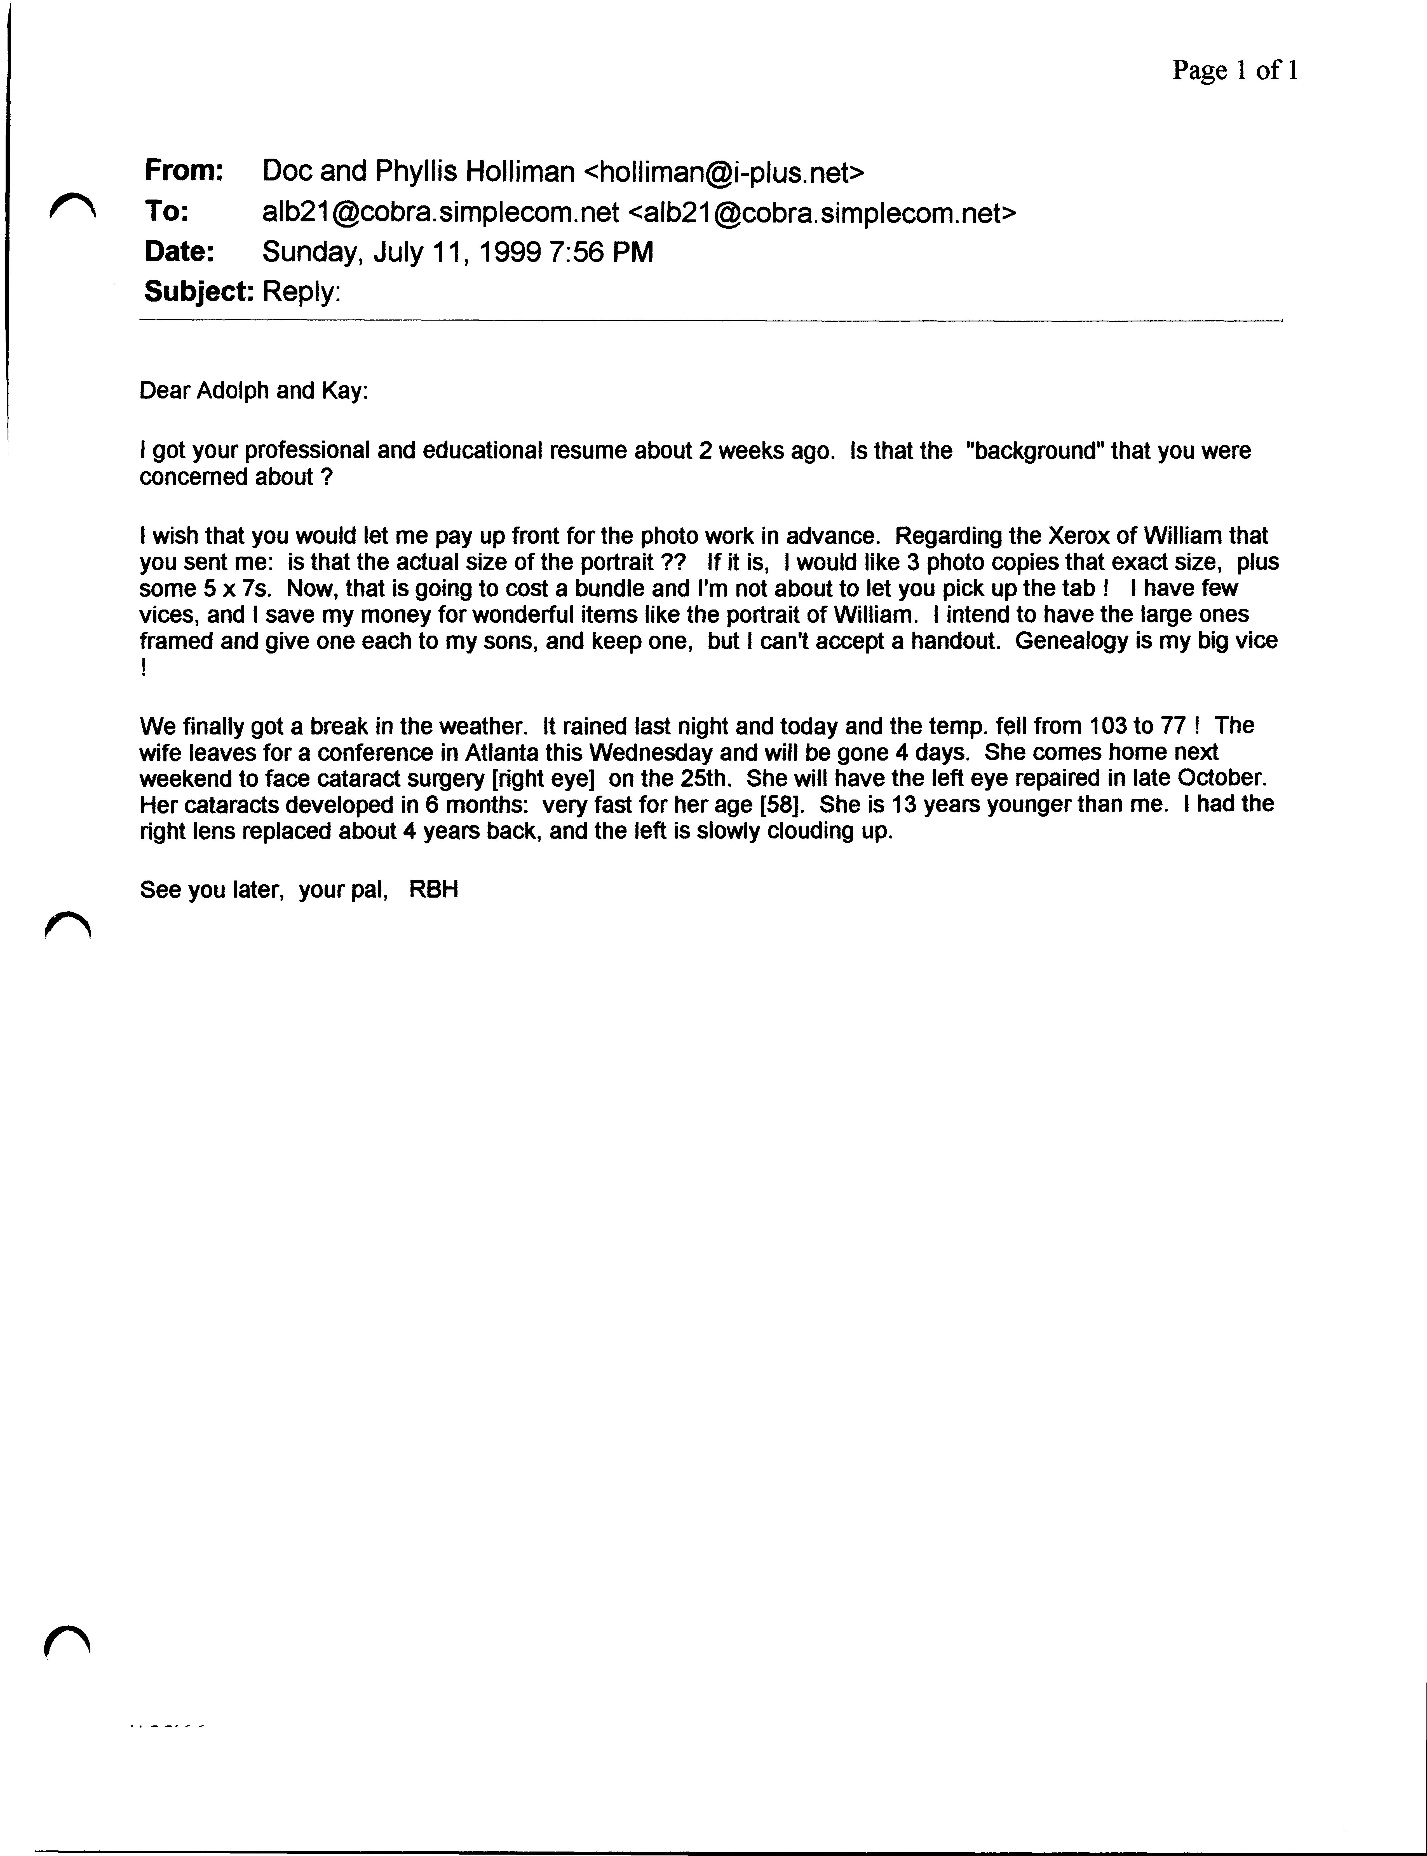 Page 1 of 1
From: Doc and Phyllis Holliman <holliman@i-plus.net>
To: alb21@cobra.simplecom.net <alb21@cobra.simplecom.net>
Date: Sunday, July 11, 1999 7:56 PM
Subject: Reply:
Dear Adolph and Kay:
I got your professional and educational resume about 2 weeks ago. Is that the "background" that you were
concerned about ?
I wish that you would let me pay up front for the photo work in advance. Regarding the Xerox of William that
you sent me: is that the actual size of the portrait ?? If it is, I would like 3 photo copies that exact size, plus
some 5 x 7s. Now, that is going to cost a bundle and I'm not about to let you pick up the tab ! I have few
vices, and I save my money for wonderful items like the portrait of William. I intend to have the large ones
framed and give one each to my sons, and keep one, but I can't accept a handout. Genealogy is my big vice
!
We finally got a break in the weather. It rained last night and today and the temp. fell from 103 to 77 ! The
wife leaves for a conference in Atlanta this Wednesday and will be gone 4 days. She comes home next
weekend to face cataract surgery [right eye] on the 25th. She will have the left eye repaired in late October.
Her cataracts developed in 6 months: very fast for her age [58]. She is 13 years younger than me. I had the
right lens replaced about 4 years back, and the left is slowly clouding up.
See you later, your pal, RBH